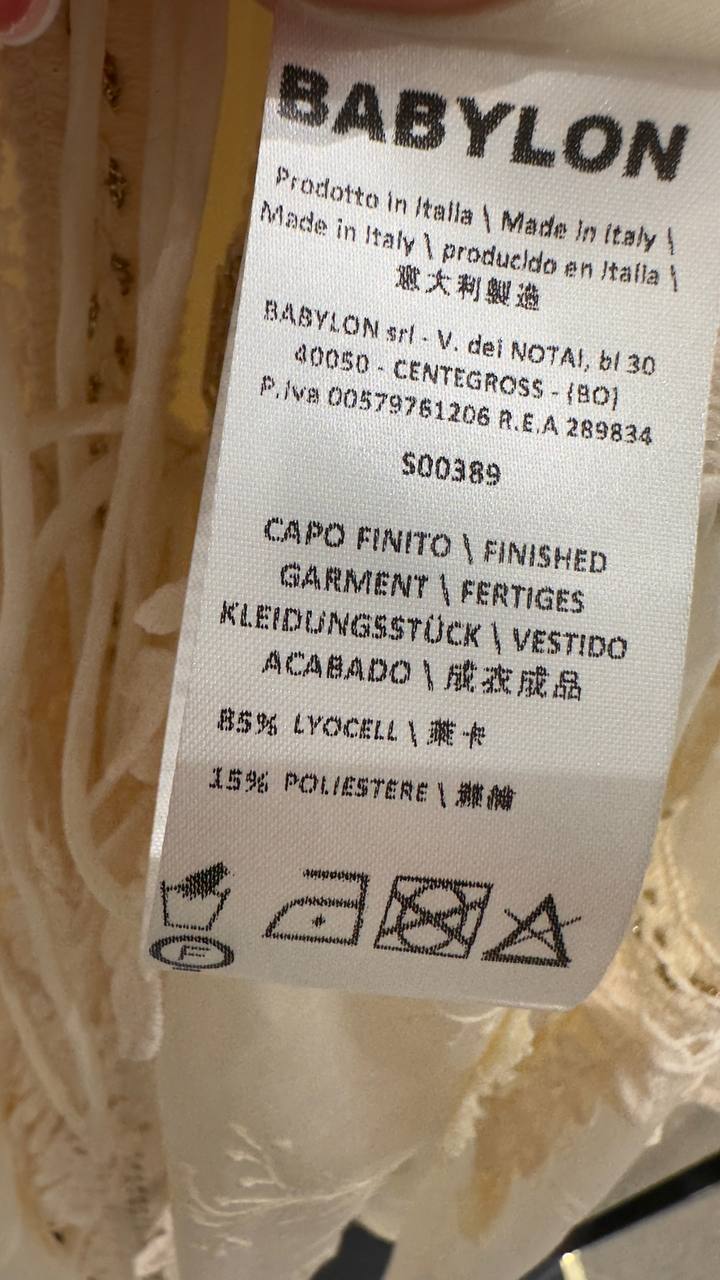 BABYLON
Prodotto in Italia \ Made in Italy \
Made in Italy \ producido en Italia \
意大利製造
BABYLON srl - V. dei NOTAI, bl 30
40050 - CENTEGROSS - (BO)
P.Iva 00579761206 R.E.A 289834
S00389
CAPO FINITO \ FINISHED
GARMENT \ FERTIGES
KLEIDUNGSSTÜCK \ VESTIDO
ACABADO \ 成衣成品
85% LYOCELL \
15% POLIESTERE \
F